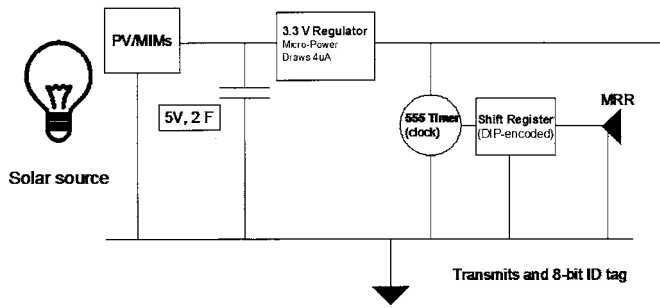 PV/MIMs
3.3 V Regulator
Micro-Power
Draws 4uA
5V, 2 F
555 Timer
(clock)
Shift Register
(DIP-encoded)
MRR
Solar source
Transmits and 8-bit ID tag